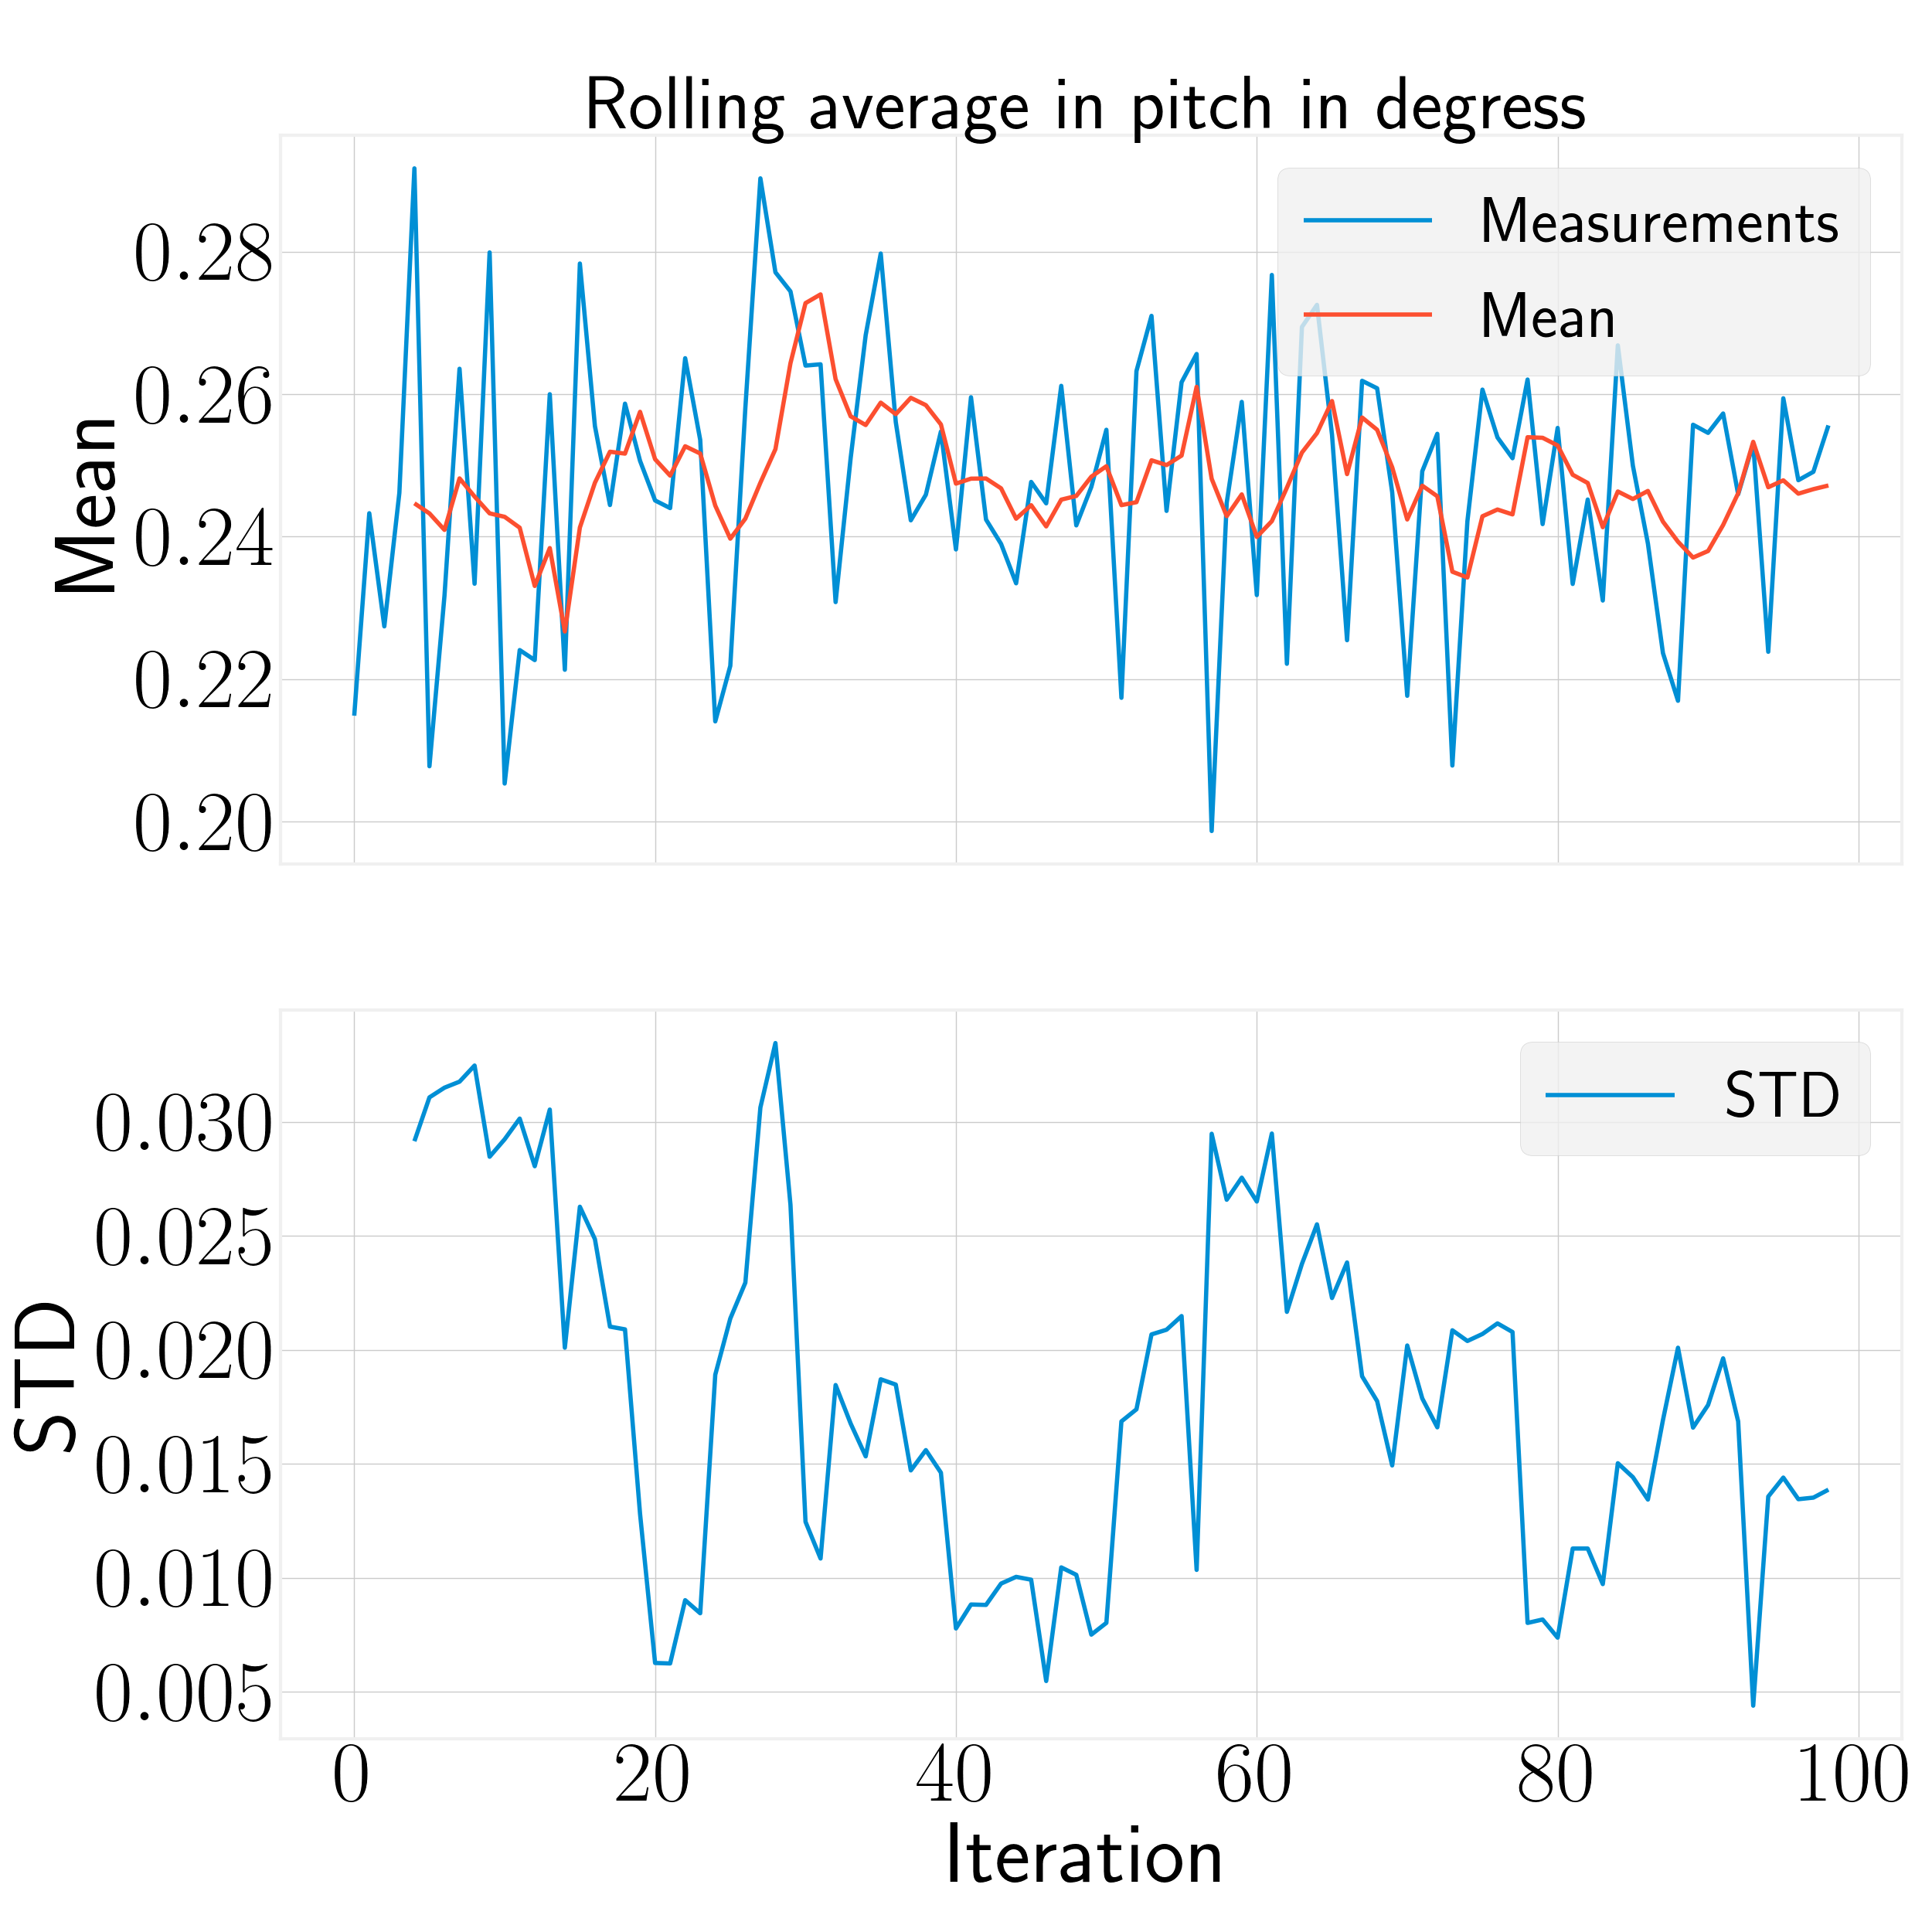 Rolling average in pitch in degress
Measurements
Mean
0.28
0.26
0.24
0.22
0.20
Mean
STD
0.030
0.025
0.020
0.015
0.010
0.005
STD
0 20 40 60 80 100
Iteration